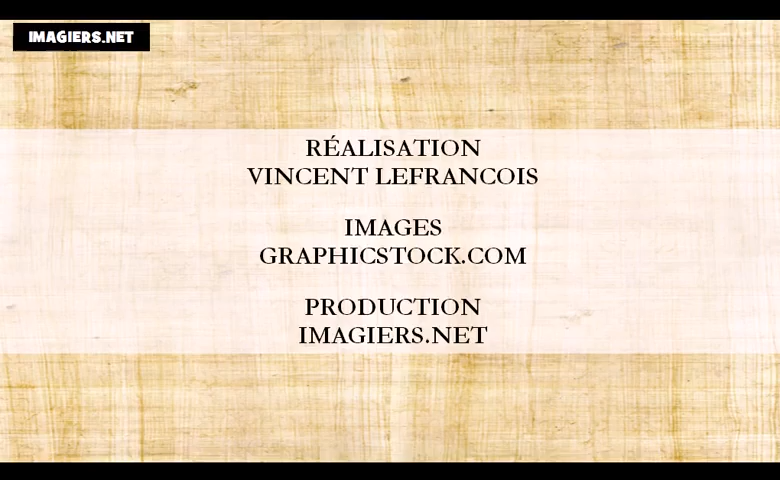 IMAGIERS.NET
RÉALISATION
VINCENT LEFRANCOIS
IMAGES
GRAPHICSTOCK.COM
PRODUCTION
IMAGIERS.NET